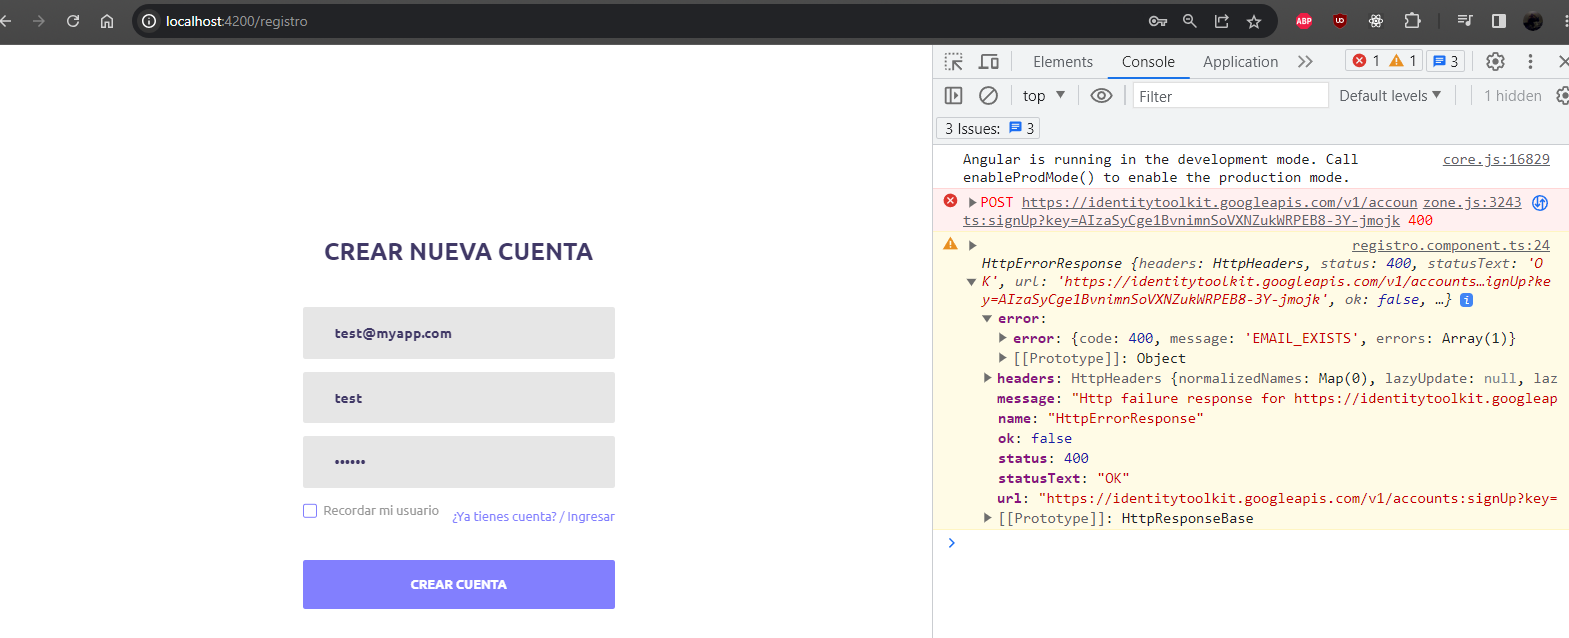 localhost:4200/registro
ABP
UD
Elements Console Application 1 1 3
top Filter Default levels 1 hidden
3 Issues: 3
Angular is running in the development mode. Call core.js:16829
enableProdMode() to enable the production mode.
POST https://identitytoolkit.googleapis.com/v1/accoun zone.js:3243
ts:signUp?key=AIzaSyCge1BvnimnSoVXNZukWRPEB8-3Y-jmojk 400
registro.component.ts:24
HttpErrorResponse {headers: HttpHeaders, status: 400, statusText: 'O
K', url: 'https://identitytoolkit.googleapis.com/v1/accounts…ignUp?ke
y=AIzaSyCge1BvnimnSoVXNZukWRPEB8-3Y-jmojk', ok: false, …} i
error:
error: {code: 400, message: 'EMAIL_EXISTS', errors: Array(1)}
[[Prototype]]: Object
headers: HttpHeaders {normalizedNames: Map(0), lazyUpdate: null, laz
message: "Http failure response for https://identitytoolkit.googleap
name: "HttpErrorResponse"
ok: false
status: 400
statusText: "OK"
url: "https://identitytoolkit.googleapis.com/v1/accounts:signUp?key=
[[Prototype]]: HttpResponseBase
CREAR NUEVA CUENTA
test@myapp.com
test
••••••
Recordar mi usuario ¿Ya tienes cuenta? / Ingresar
CREAR CUENTA